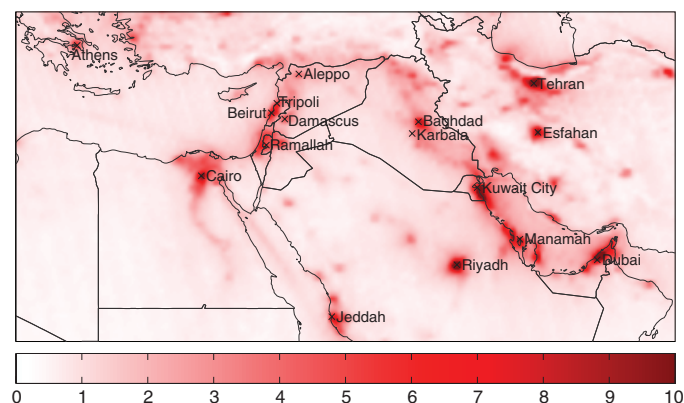 Athens
Aleppo
Tehran
Tripoli
Beirut
Damascus
Baghdad
Esfahan
Karbala
Ramallah
Cairo
Kuwait City
Manamah
Riyadh
Dubai
Jeddah
0 1 2 3 4 5 6 7 8 9 10